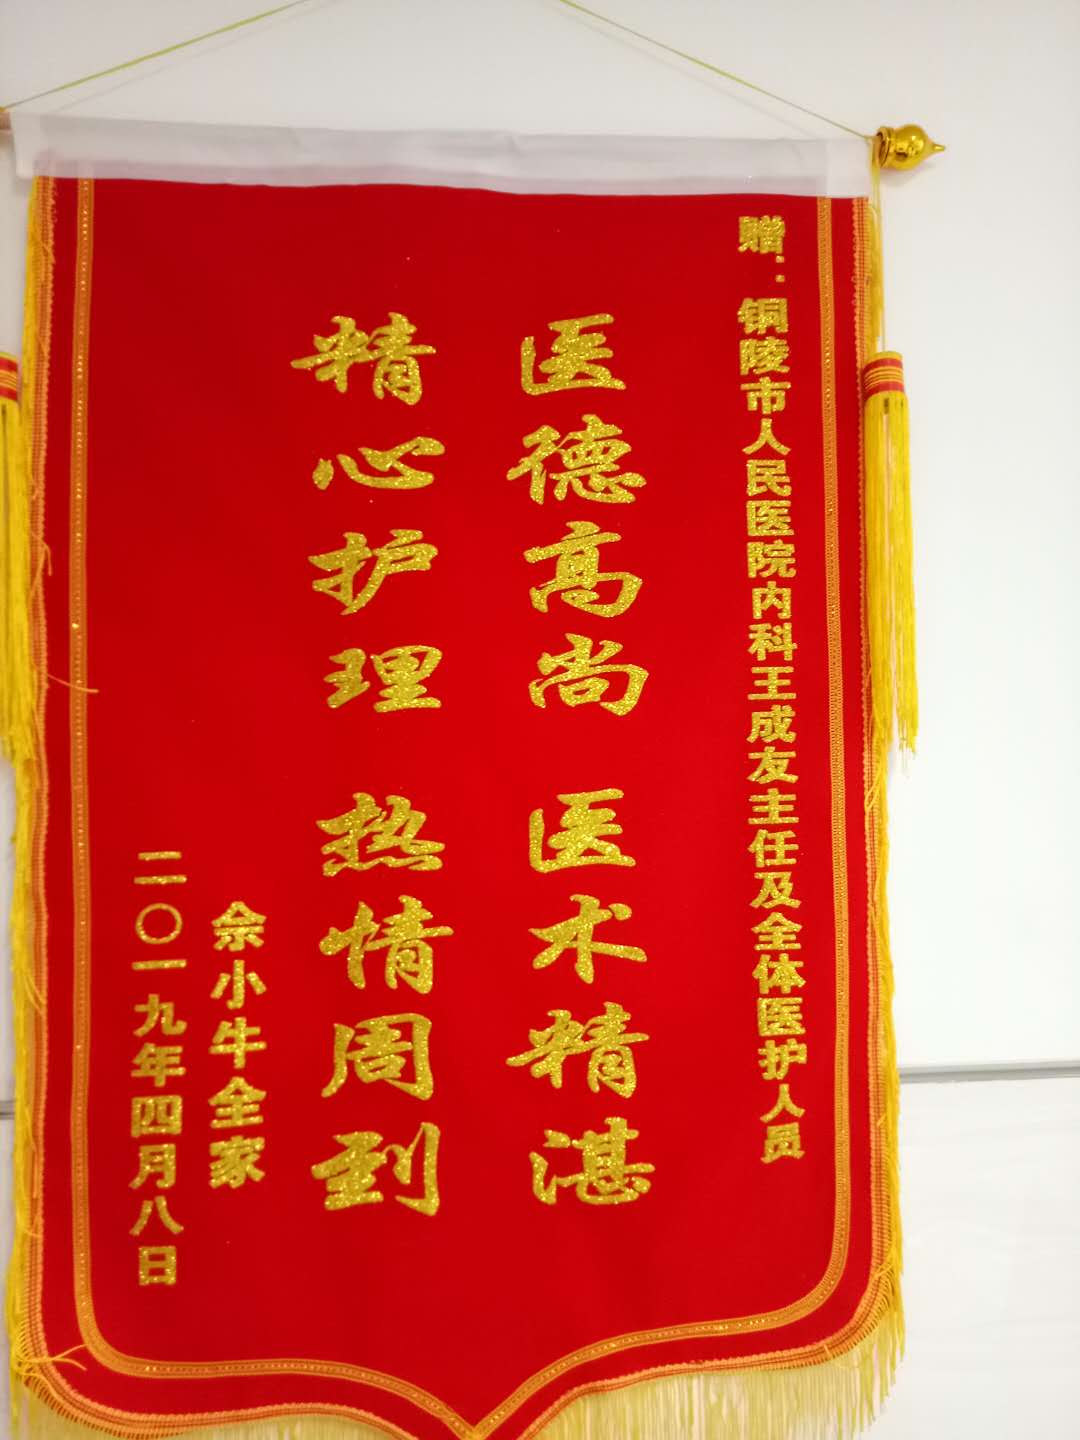 赠：铜陵市人民医院内科王成友主任及全体医护人员
医德高尚 医术精湛
精心护理 热情周到
佘小牛全家
二〇一九年四月八日